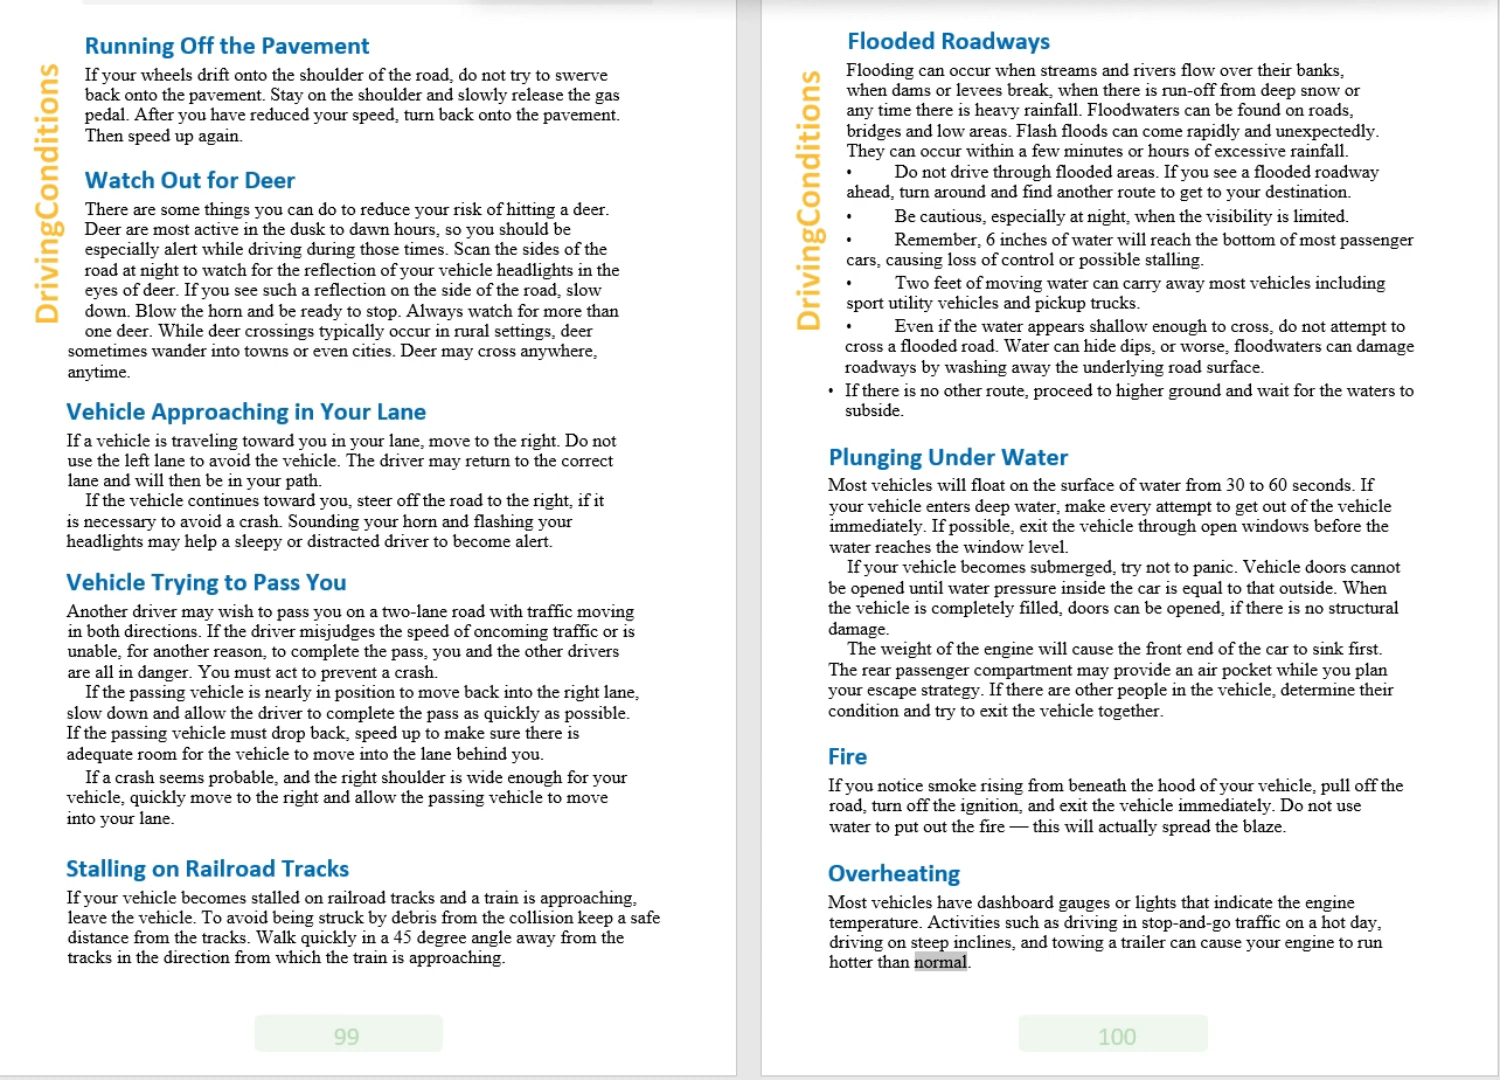 DrivingConditions
Running Off the Pavement
If your wheels drift onto the shoulder of the road, do not try to swerve
back onto the pavement. Stay on the shoulder and slowly release the gas
pedal. After you have reduced your speed, turn back onto the pavement.
Then speed up again.
Watch Out for Deer
There are some things you can do to reduce your risk of hitting a deer.
Deer are most active in the dusk to dawn hours, so you should be
especially alert while driving during those times. Scan the sides of the
road at night to watch for the reflection of your vehicle headlights in the
eyes of deer. If you see such a reflection on the side of the road, slow
down. Blow the horn and be ready to stop. Always watch for more than
one deer. While deer crossings typically occur in rural settings, deer
sometimes wander into towns or even cities. Deer may cross anywhere,
anytime.
Vehicle Approaching in Your Lane
If a vehicle is traveling toward you in your lane, move to the right. Do not
use the left lane to avoid the vehicle. The driver may return to the correct
lane and will then be in your path.
If the vehicle continues toward you, steer off the road to the right, if it
is necessary to avoid a crash. Sounding your horn and flashing your
headlights may help a sleepy or distracted driver to become alert.
Vehicle Trying to Pass You
Another driver may wish to pass you on a two-lane road with traffic moving
in both directions. If the driver misjudges the speed of oncoming traffic or is
unable, for another reason, to complete the pass, you and the other drivers
are all in danger. You must act to prevent a crash.
If the passing vehicle is nearly in position to move back into the right lane,
slow down and allow the driver to complete the pass as quickly as possible.
If the passing vehicle must drop back, speed up to make sure there is
adequate room for the vehicle to move into the lane behind you.
If a crash seems probable, and the right shoulder is wide enough for your
vehicle, quickly move to the right and allow the passing vehicle to move
into your lane.
Stalling on Railroad Tracks
If your vehicle becomes stalled on railroad tracks and a train is approaching,
leave the vehicle. To avoid being struck by debris from the collision keep a safe
distance from the tracks. Walk quickly in a 45 degree angle away from the
tracks in the direction from which the train is approaching.
99
DrivingConditions
Flooded Roadways
Flooding can occur when streams and rivers flow over their banks,
when dams or levees break, when there is run-off from deep snow or
any time there is heavy rainfall. Floodwaters can be found on roads,
bridges and low areas. Flash floods can come rapidly and unexpectedly.
They can occur within a few minutes or hours of excessive rainfall.
• Do not drive through flooded areas. If you see a flooded roadway
ahead, turn around and find another route to get to your destination.
• Be cautious, especially at night, when the visibility is limited.
• Remember, 6 inches of water will reach the bottom of most passenger
cars, causing loss of control or possible stalling.
• Two feet of moving water can carry away most vehicles including
sport utility vehicles and pickup trucks.
• Even if the water appears shallow enough to cross, do not attempt to
cross a flooded road. Water can hide dips, or worse, floodwaters can damage
roadways by washing away the underlying road surface.
• If there is no other route, proceed to higher ground and wait for the waters to
subside.
Plunging Under Water
Most vehicles will float on the surface of water from 30 to 60 seconds. If
your vehicle enters deep water, make every attempt to get out of the vehicle
immediately. If possible, exit the vehicle through open windows before the
water reaches the window level.
If your vehicle becomes submerged, try not to panic. Vehicle doors cannot
be opened until water pressure inside the car is equal to that outside. When
the vehicle is completely filled, doors can be opened, if there is no structural
damage.
The weight of the engine will cause the front end of the car to sink first.
The rear passenger compartment may provide an air pocket while you plan
your escape strategy. If there are other people in the vehicle, determine their
condition and try to exit the vehicle together.
Fire
If you notice smoke rising from beneath the hood of your vehicle, pull off the
road, turn off the ignition, and exit the vehicle immediately. Do not use
water to put out the fire — this will actually spread the blaze.
Overheating
Most vehicles have dashboard gauges or lights that indicate the engine
temperature. Activities such as driving in stop-and-go traffic on a hot day,
driving on steep inclines, and towing a trailer can cause your engine to run
hotter than normal.
100